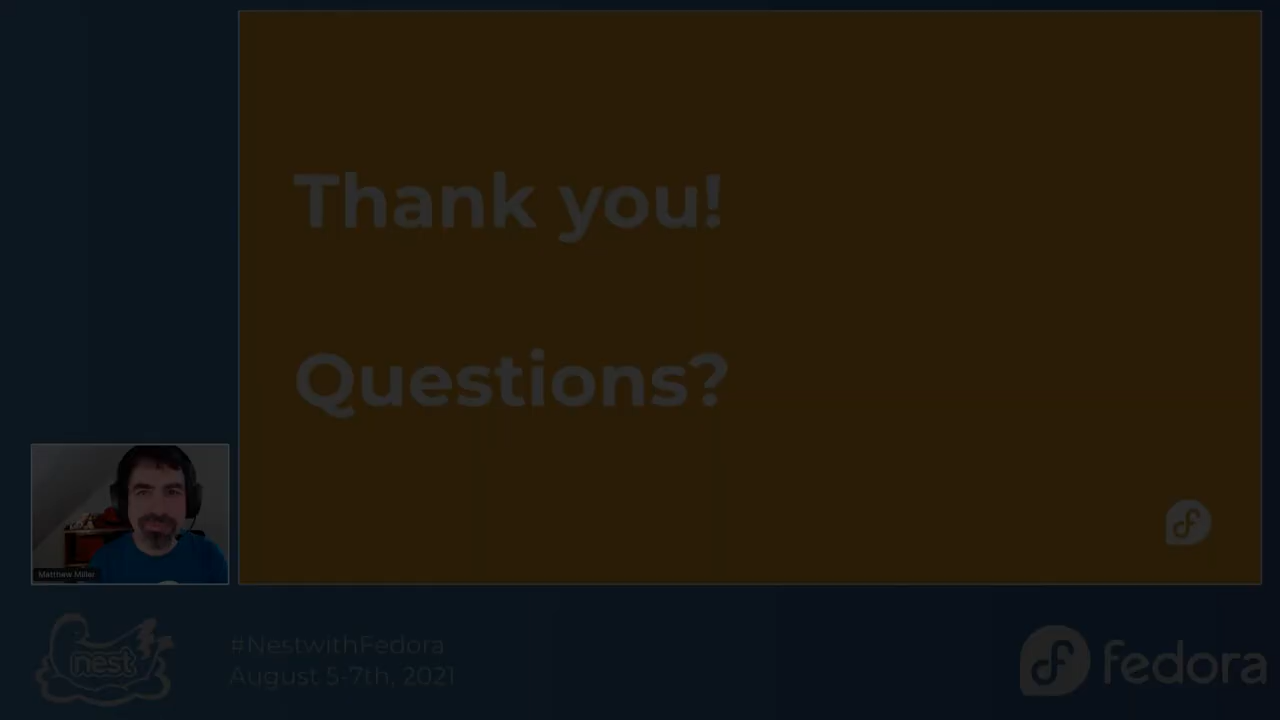 Thank you!
Questions?
Matthew Miller
nest
#NestwithFedora
August 5-7th, 2021
fedora